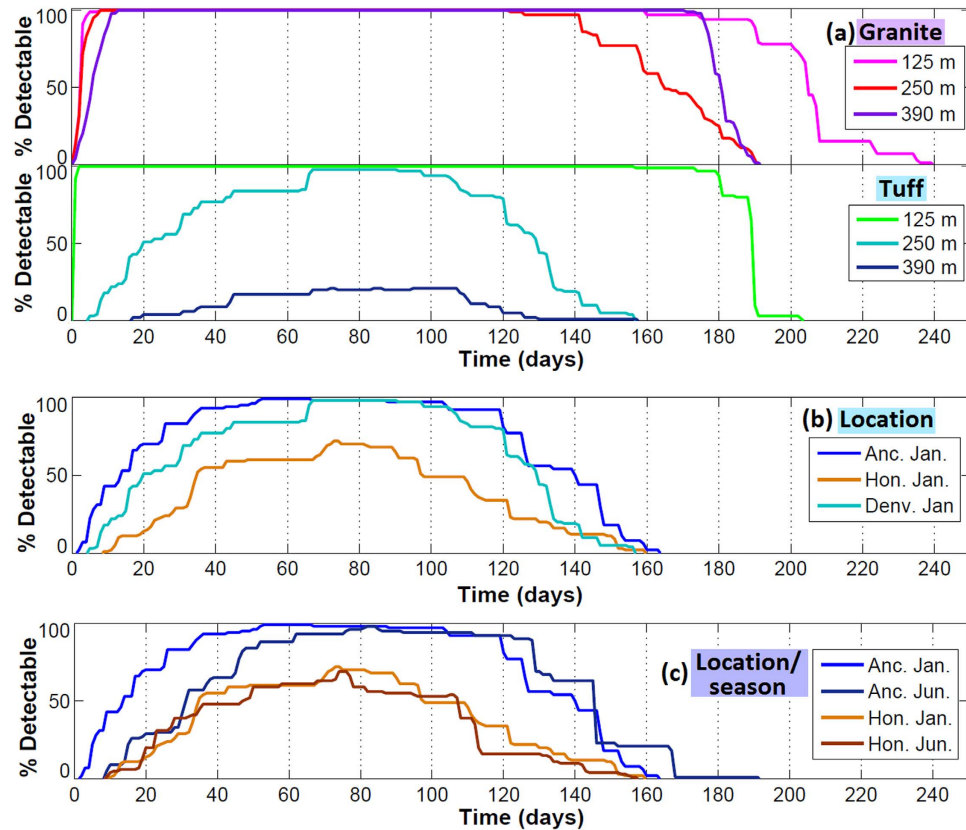 100
50
0
% Detectable
(a) Granite
125 m
250 m
390 m
100
50
0
% Detectable
Tuff
125 m
250 m
390 m
0 20 40 60 80 100 120 140 160 180 200 220 240
Time (days)
100
50
0
% Detectable
(b) Location
Anc. Jan.
Hon. Jan.
Denv. Jan
0 20 40 60 80 100 120 140 160 180 200 220 240
Time (days)
100
50
0
% Detectable
(c) Location/
season
Anc. Jan.
Anc. Jun.
Hon. Jan.
Hon. Jun.
0 20 40 60 80 100 120 140 160 180 200 220 240
Time (days)